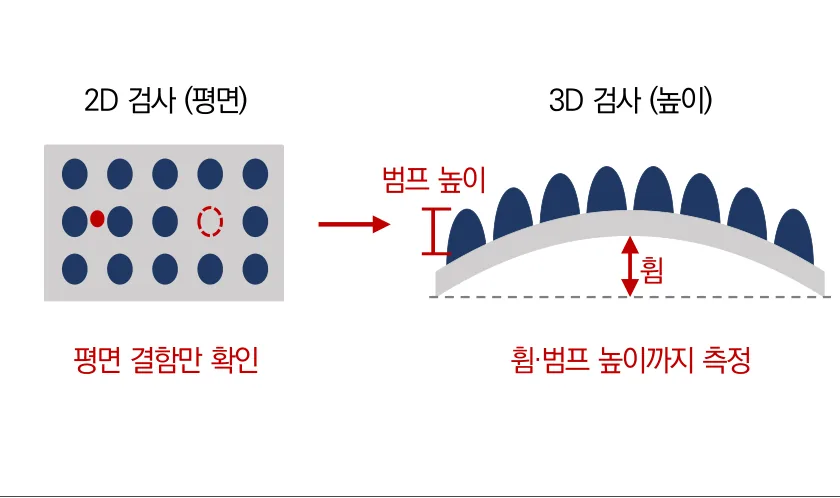 2D 검사 (평면)
3D 검사 (높이)
범프 높이
휨
평면 결함만 확인
휨·범프 높이까지 측정